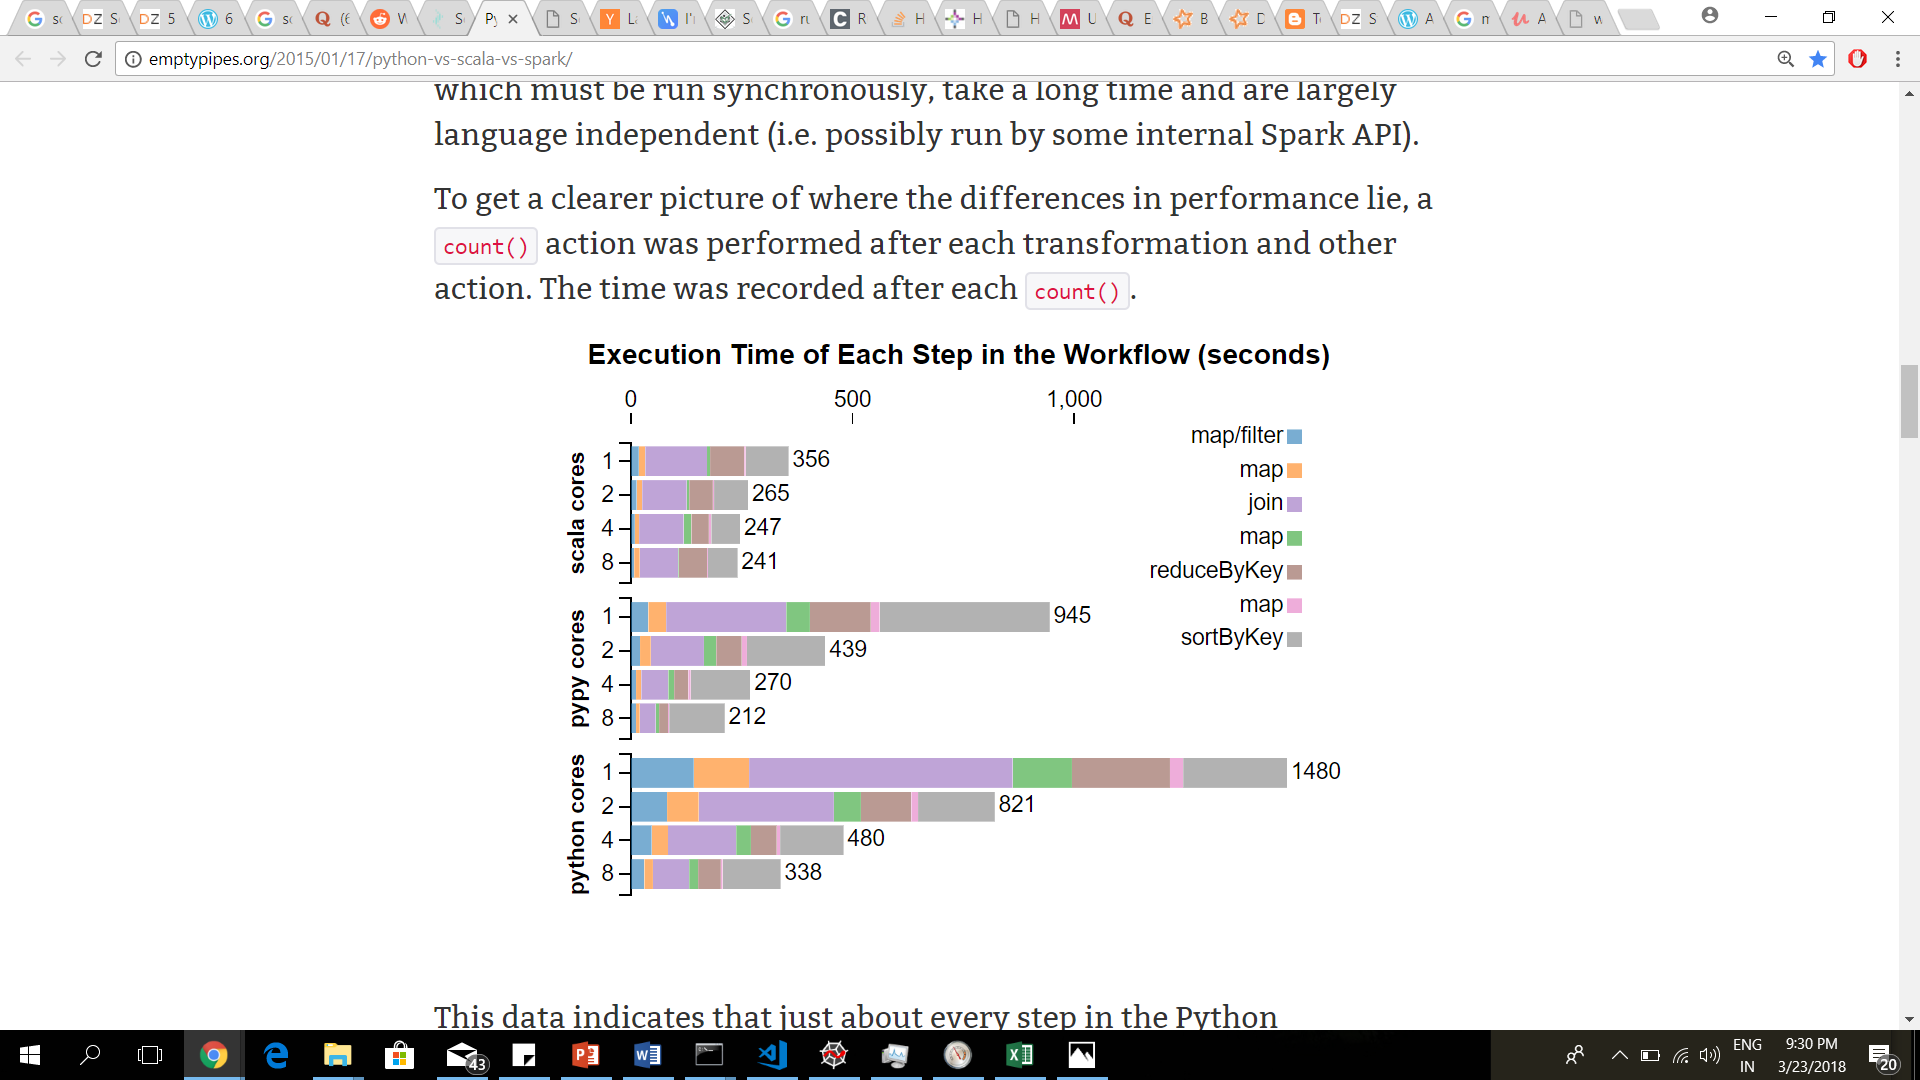 Py
emptypipes.org/2015/01/17/python-vs-scala-vs-spark/
which must be run synchronously, take a long time and are largely
language independent (i.e. possibly run by some internal Spark API).
To get a clearer picture of where the differences in performance lie, a
count() action was performed after each transformation and other
action. The time was recorded after each count().
Execution Time of Each Step in the Workflow (seconds)
0 500 1,000
map/filter
map
join
map
reduceByKey
map
sortByKey
scala cores
1 356
2 265
4 247
8 241
pypy cores
1 945
2 439
4 270
8 212
python cores
1 1480
2 821
4 480
8 338
This data indicates that just about every step in the Python
43
ENG
IN
9:30 PM
3/23/2018
20